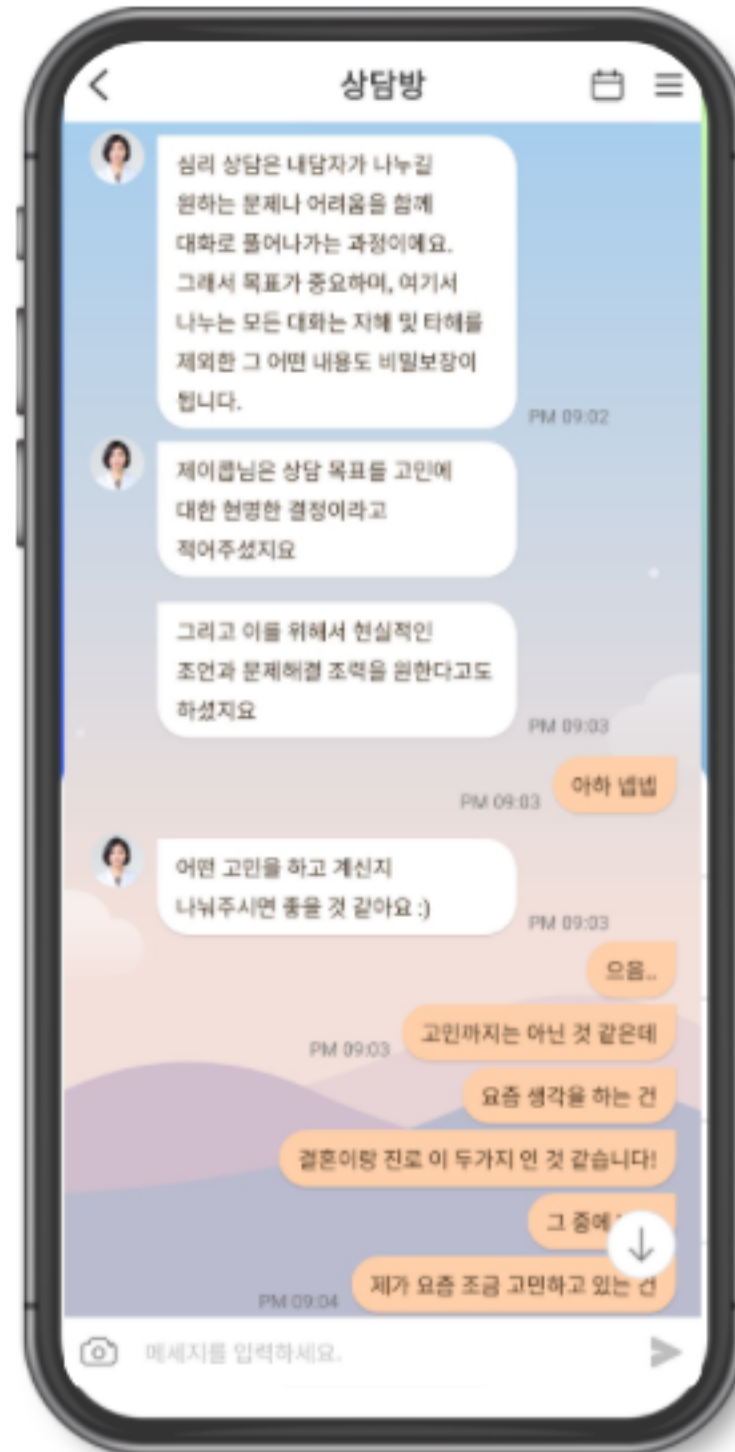 상담방
심리 상담은 내담자가 나누길
원하는 문제나 어려움을 함께
대화로 풀어나가는 과정이에요.
그래서 목표가 중요하며, 여기서
나누는 모든 대화는 자해 및 타해를
제외한 그 어떤 내용도 비밀보장이
됩니다.
PM 09:02
제이콥님은 상담 목표를 고민에
대한 현명한 결정이라고
적어주셨지요
그리고 이를 위해서 현실적인
조언과 문제해결 조력을 원한다고도
하셨지요
PM 09:03
아하 넵넵
PM 09:03
어떤 고민을 하고 계신지
나눠주시면 좋을 것 같아요 :)
PM 09:03
으음..
고민까지는 아닌 것 같은데
PM 09:03
요즘 생각을 하는 건
결혼이랑 진로 이 두가지 인 것 같습니다!
그 중에
제가 요즘 조금 고민하고 있는 건
PM 09:04
메세지를 입력하세요.